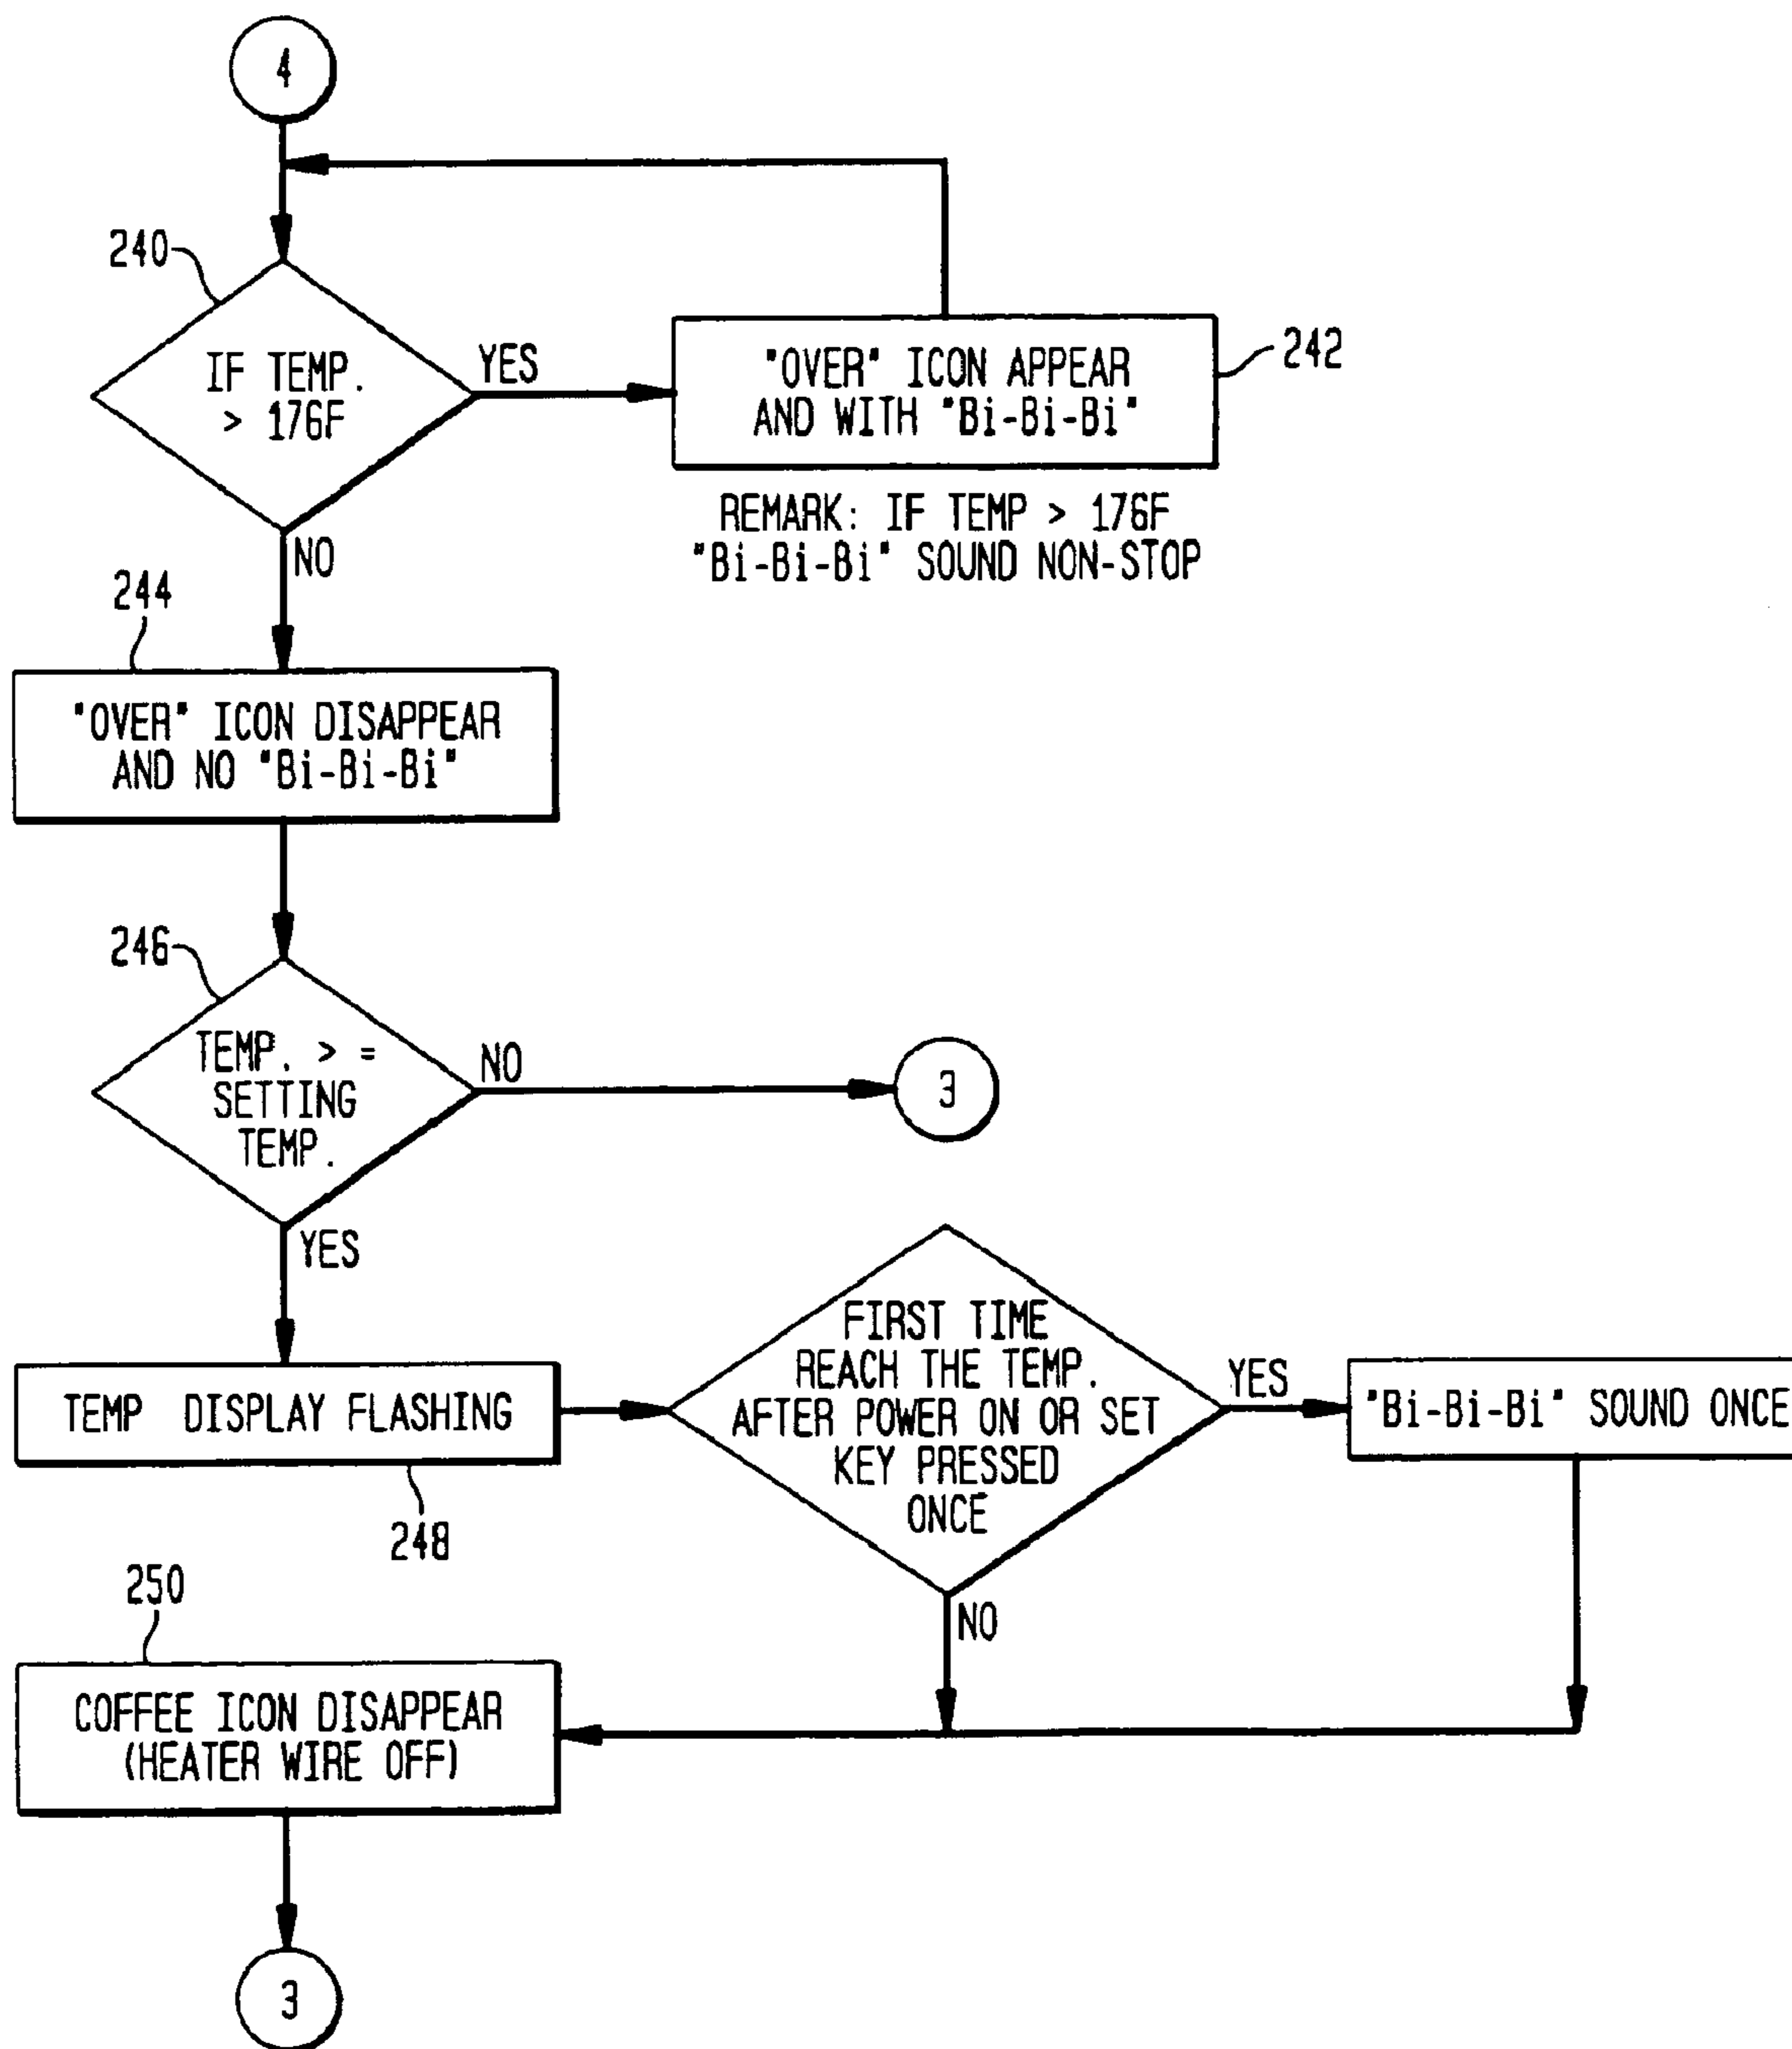 4
240
IF TEMP.
> 176F
YES
"OVER" ICON APPEAR
AND WITH "Bi-Bi-Bi"
242
REMARK: IF TEMP > 176F
"Bi-Bi-Bi" SOUND NON-STOP
NO
244
"OVER" ICON DISAPPEAR
AND NO "Bi-Bi-Bi"
246
TEMP. > =
SETTING
TEMP.
NO
3
YES
TEMP DISPLAY FLASHING
248
FIRST TIME
REACH THE TEMP.
AFTER POWER ON OR SET
KEY PRESSED
ONCE
YES
"Bi-Bi-Bi" SOUND ONCE
NO
250
COFFEE ICON DISAPPEAR
(HEATER WIRE OFF)
3